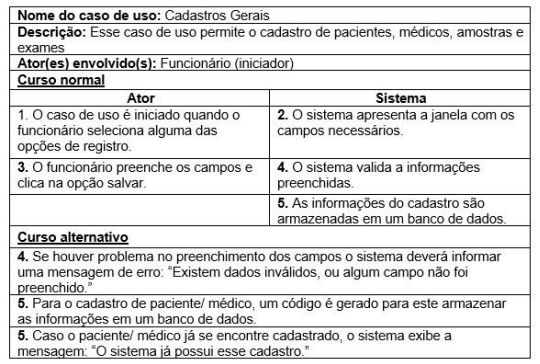 Nome do caso de uso: Cadastros Gerais
Descrição: Esse caso de uso permite o cadastro de pacientes, médicos, amostras e
exames
Ator(es) envolvido(s): Funcionário (iniciador)
Curso normal
Ator
Sistema
1. O caso de uso é iniciado quando o
funcionário seleciona alguma das
opções de registro.
2. O sistema apresenta a janela com os
campos necessários.
3. O funcionário preenche os campos e
clica na opção salvar.
4. O sistema valida a informações
preenchidas.
5. As informações do cadastro são
armazenadas em um banco de dados.
Curso alternativo
4. Se houver problema no preenchimento dos campos o sistema deverá informar
uma mensagem de erro: “Existem dados inválidos, ou algum campo não foi
preenchido.”
5. Para o cadastro de paciente/ médico, um código é gerado para este armazenar
as informações em um banco de dados.
5. Caso o paciente/ médico já se encontre cadastrado, o sistema exibe a
mensagem: “O sistema já possui esse cadastro.”